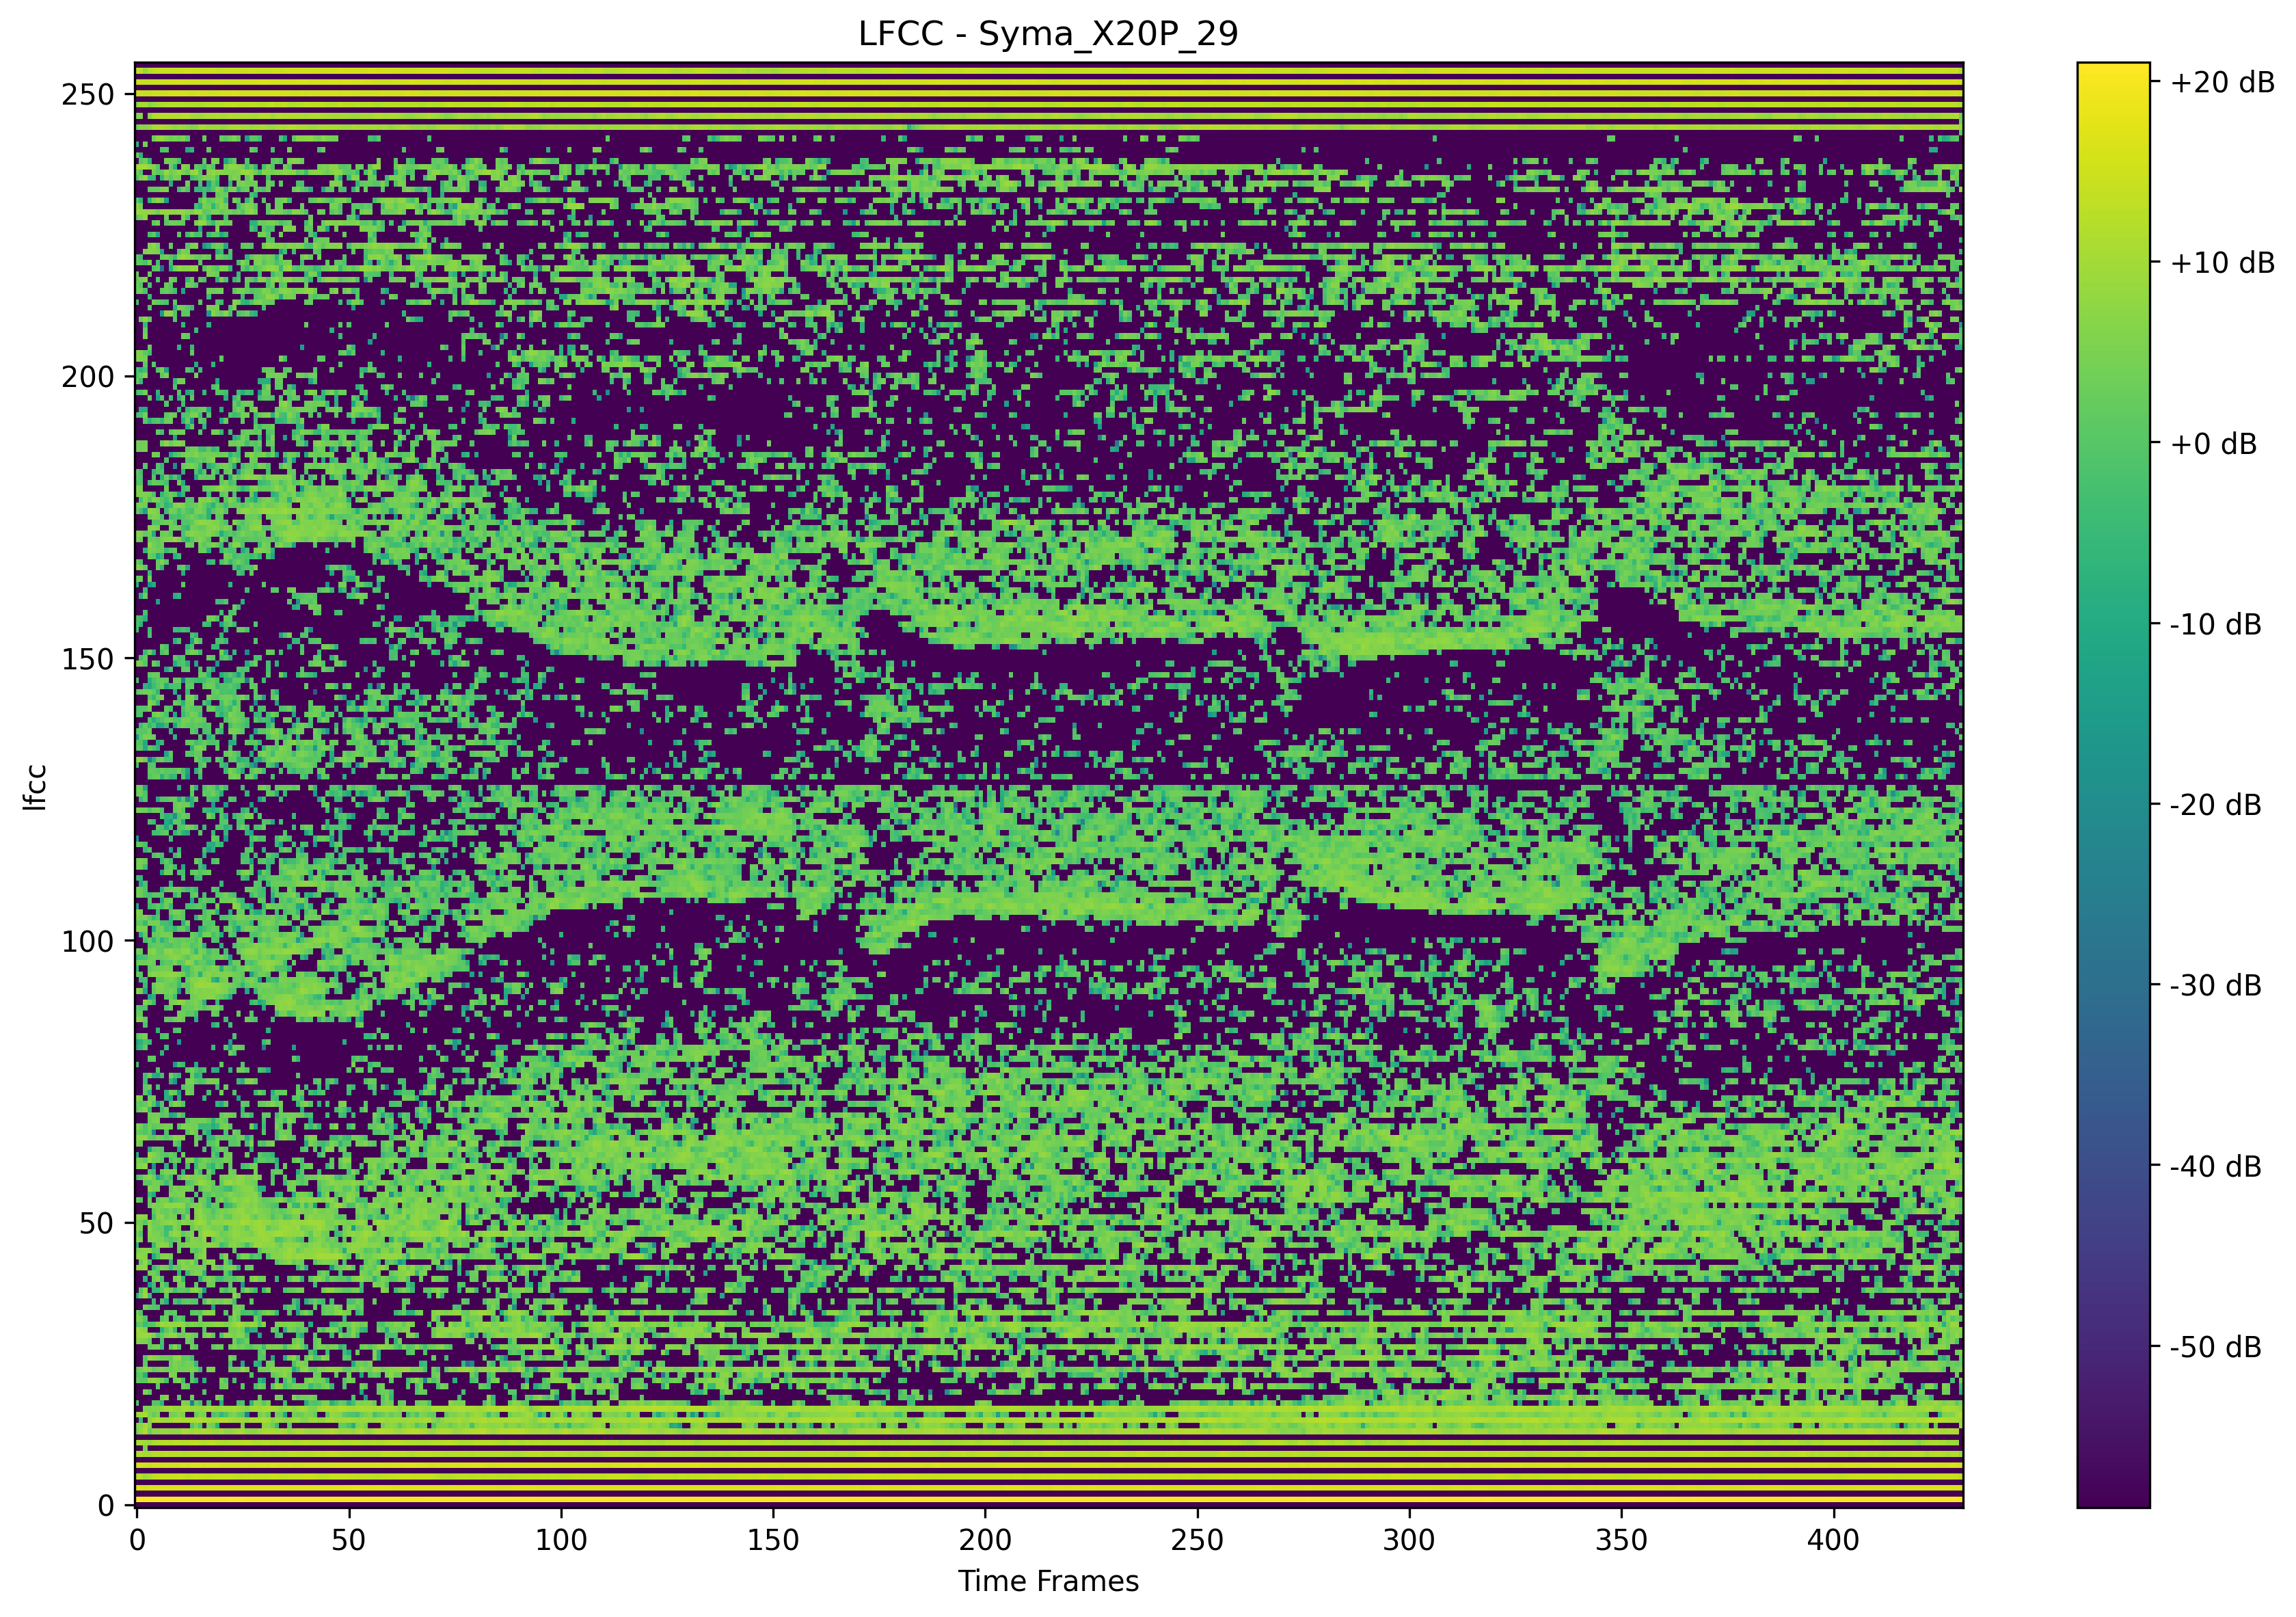 LFCC - Syma_X20P_29
lfcc
250
200
150
100
50
0
0 50 100 150 200 250 300 350 400
Time Frames
+20 dB
+10 dB
+0 dB
-10 dB
-20 dB
-30 dB
-40 dB
-50 dB